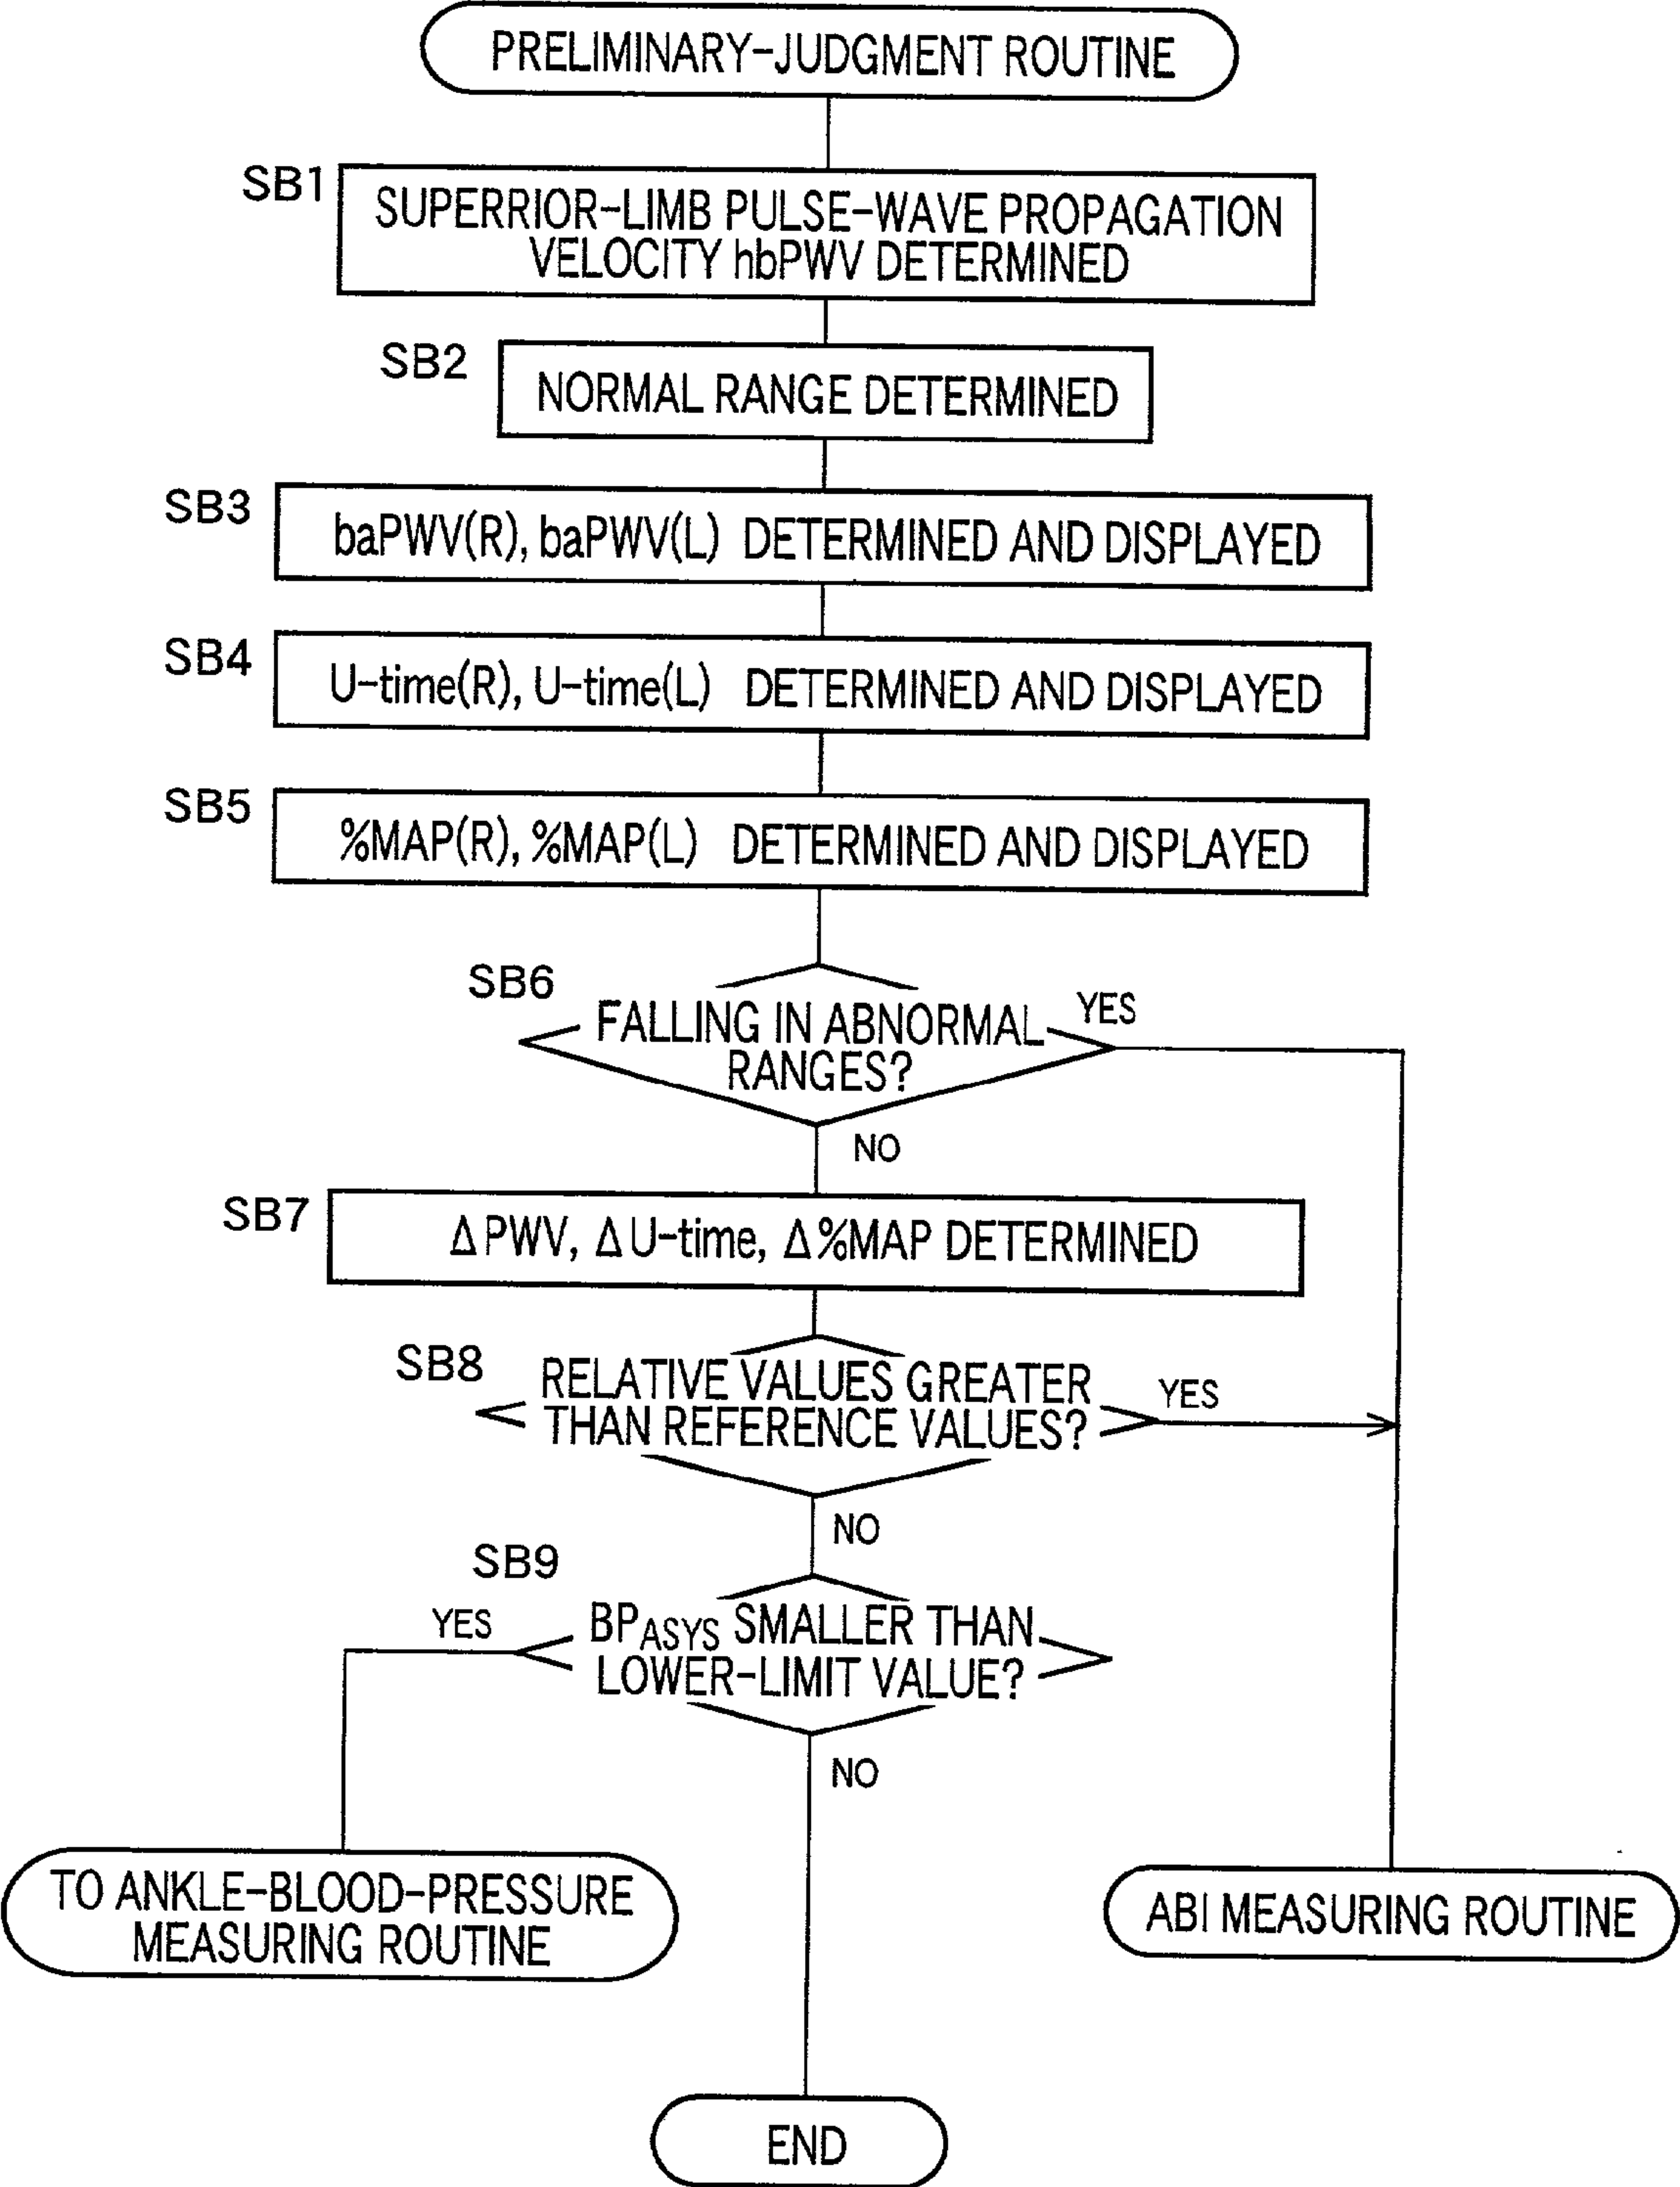 PRELIMINARY-JUDGMENT ROUTINE
SB1
SUPERRIOR-LIMB PULSE-WAVE PROPAGATION
VELOCITY hbPWV DETERMINED
SB2
NORMAL RANGE DETERMINED
SB3
baPWV(R), baPWV(L) DETERMINED AND DISPLAYED
SB4
U-time(R), U-time(L) DETERMINED AND DISPLAYED
SB5
%MAP(R), %MAP(L) DETERMINED AND DISPLAYED
SB6
FALLING IN ABNORMAL
RANGES?
YES
NO
SB7
ΔPWV, ΔU-time, Δ%MAP DETERMINED
SB8
RELATIVE VALUES GREATER
THAN REFERENCE VALUES?
YES
NO
SB9
YES
BPASYS SMALLER THAN
LOWER-LIMIT VALUE?
NO
TO ANKLE-BLOOD-PRESSURE
MEASURING ROUTINE
ABI MEASURING ROUTINE
END